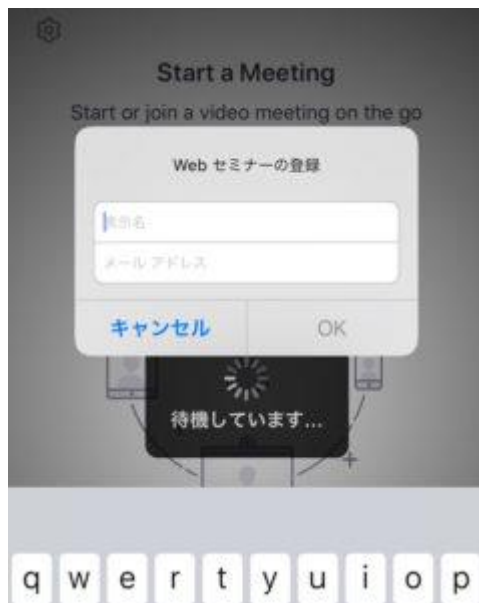 Start a Meeting
Start or join a video meeting on the go
Web セミナーの登録
表示名
メール アドレス
キャンセル
OK
待機しています...
q w e r t y u i o p